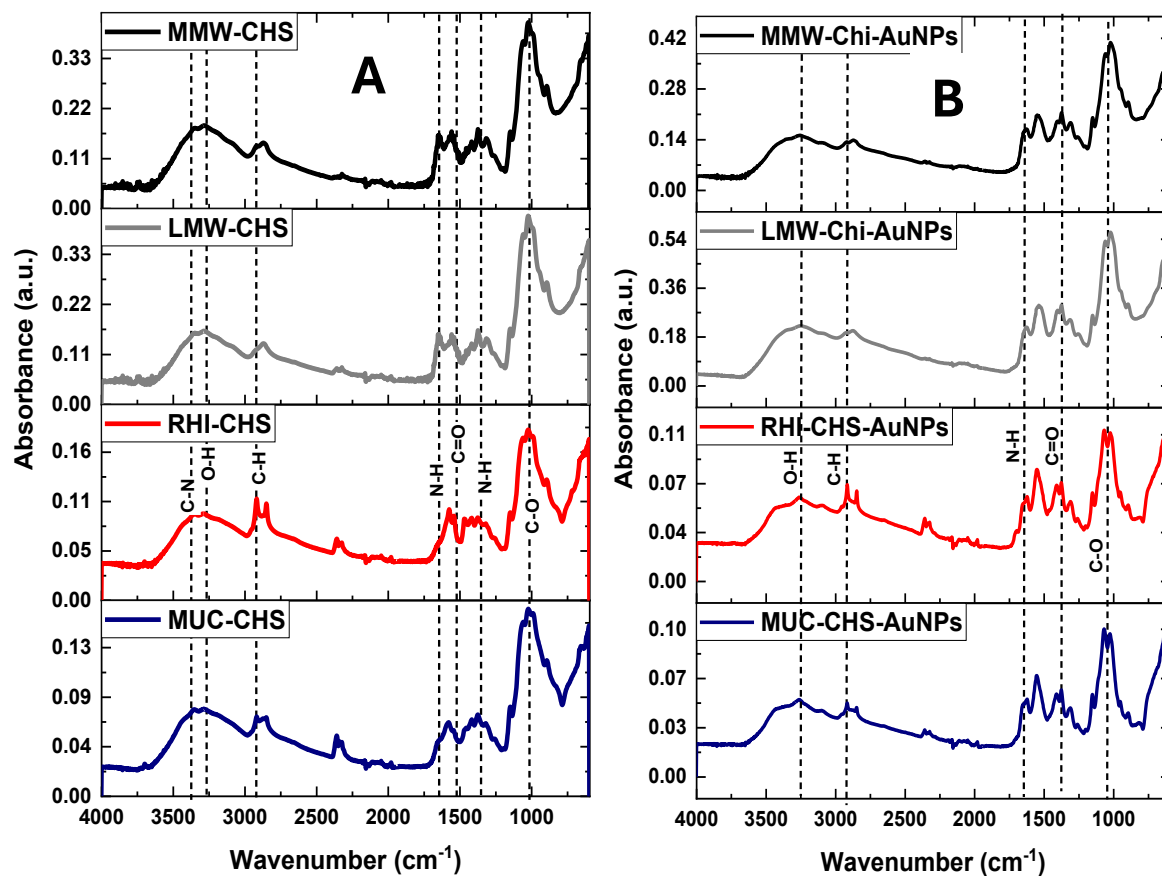 A
MMW-CHS
0.33
0.22
0.11
0.00
LMW-CHS
0.33
0.22
0.11
0.00
RHI-CHS
0.16
0.11
0.05
0.00
C-N
O-H
C-H
N-H
C=O
N-H
C-O
MUC-CHS
0.13
0.09
0.04
0.00
4000 3500 3000 2500 2000 1500 1000
Wavenumber (cm⁻¹)
Absorbance (a.u.)
B
MMW-Chi-AuNPs
0.42
0.28
0.14
0.00
LMW-Chi-AuNPs
0.54
0.36
0.18
0.00
RHI-CHS-AuNPs
0.11
0.07
0.04
0.00
O-H
C-H
N-H
C=O
C-O
MUC-CHS-AuNPs
0.10
0.07
0.03
0.00
4000 3500 3000 2500 2000 1500 1000
Wavenumber (cm⁻¹)
Absorbance (a.u.)